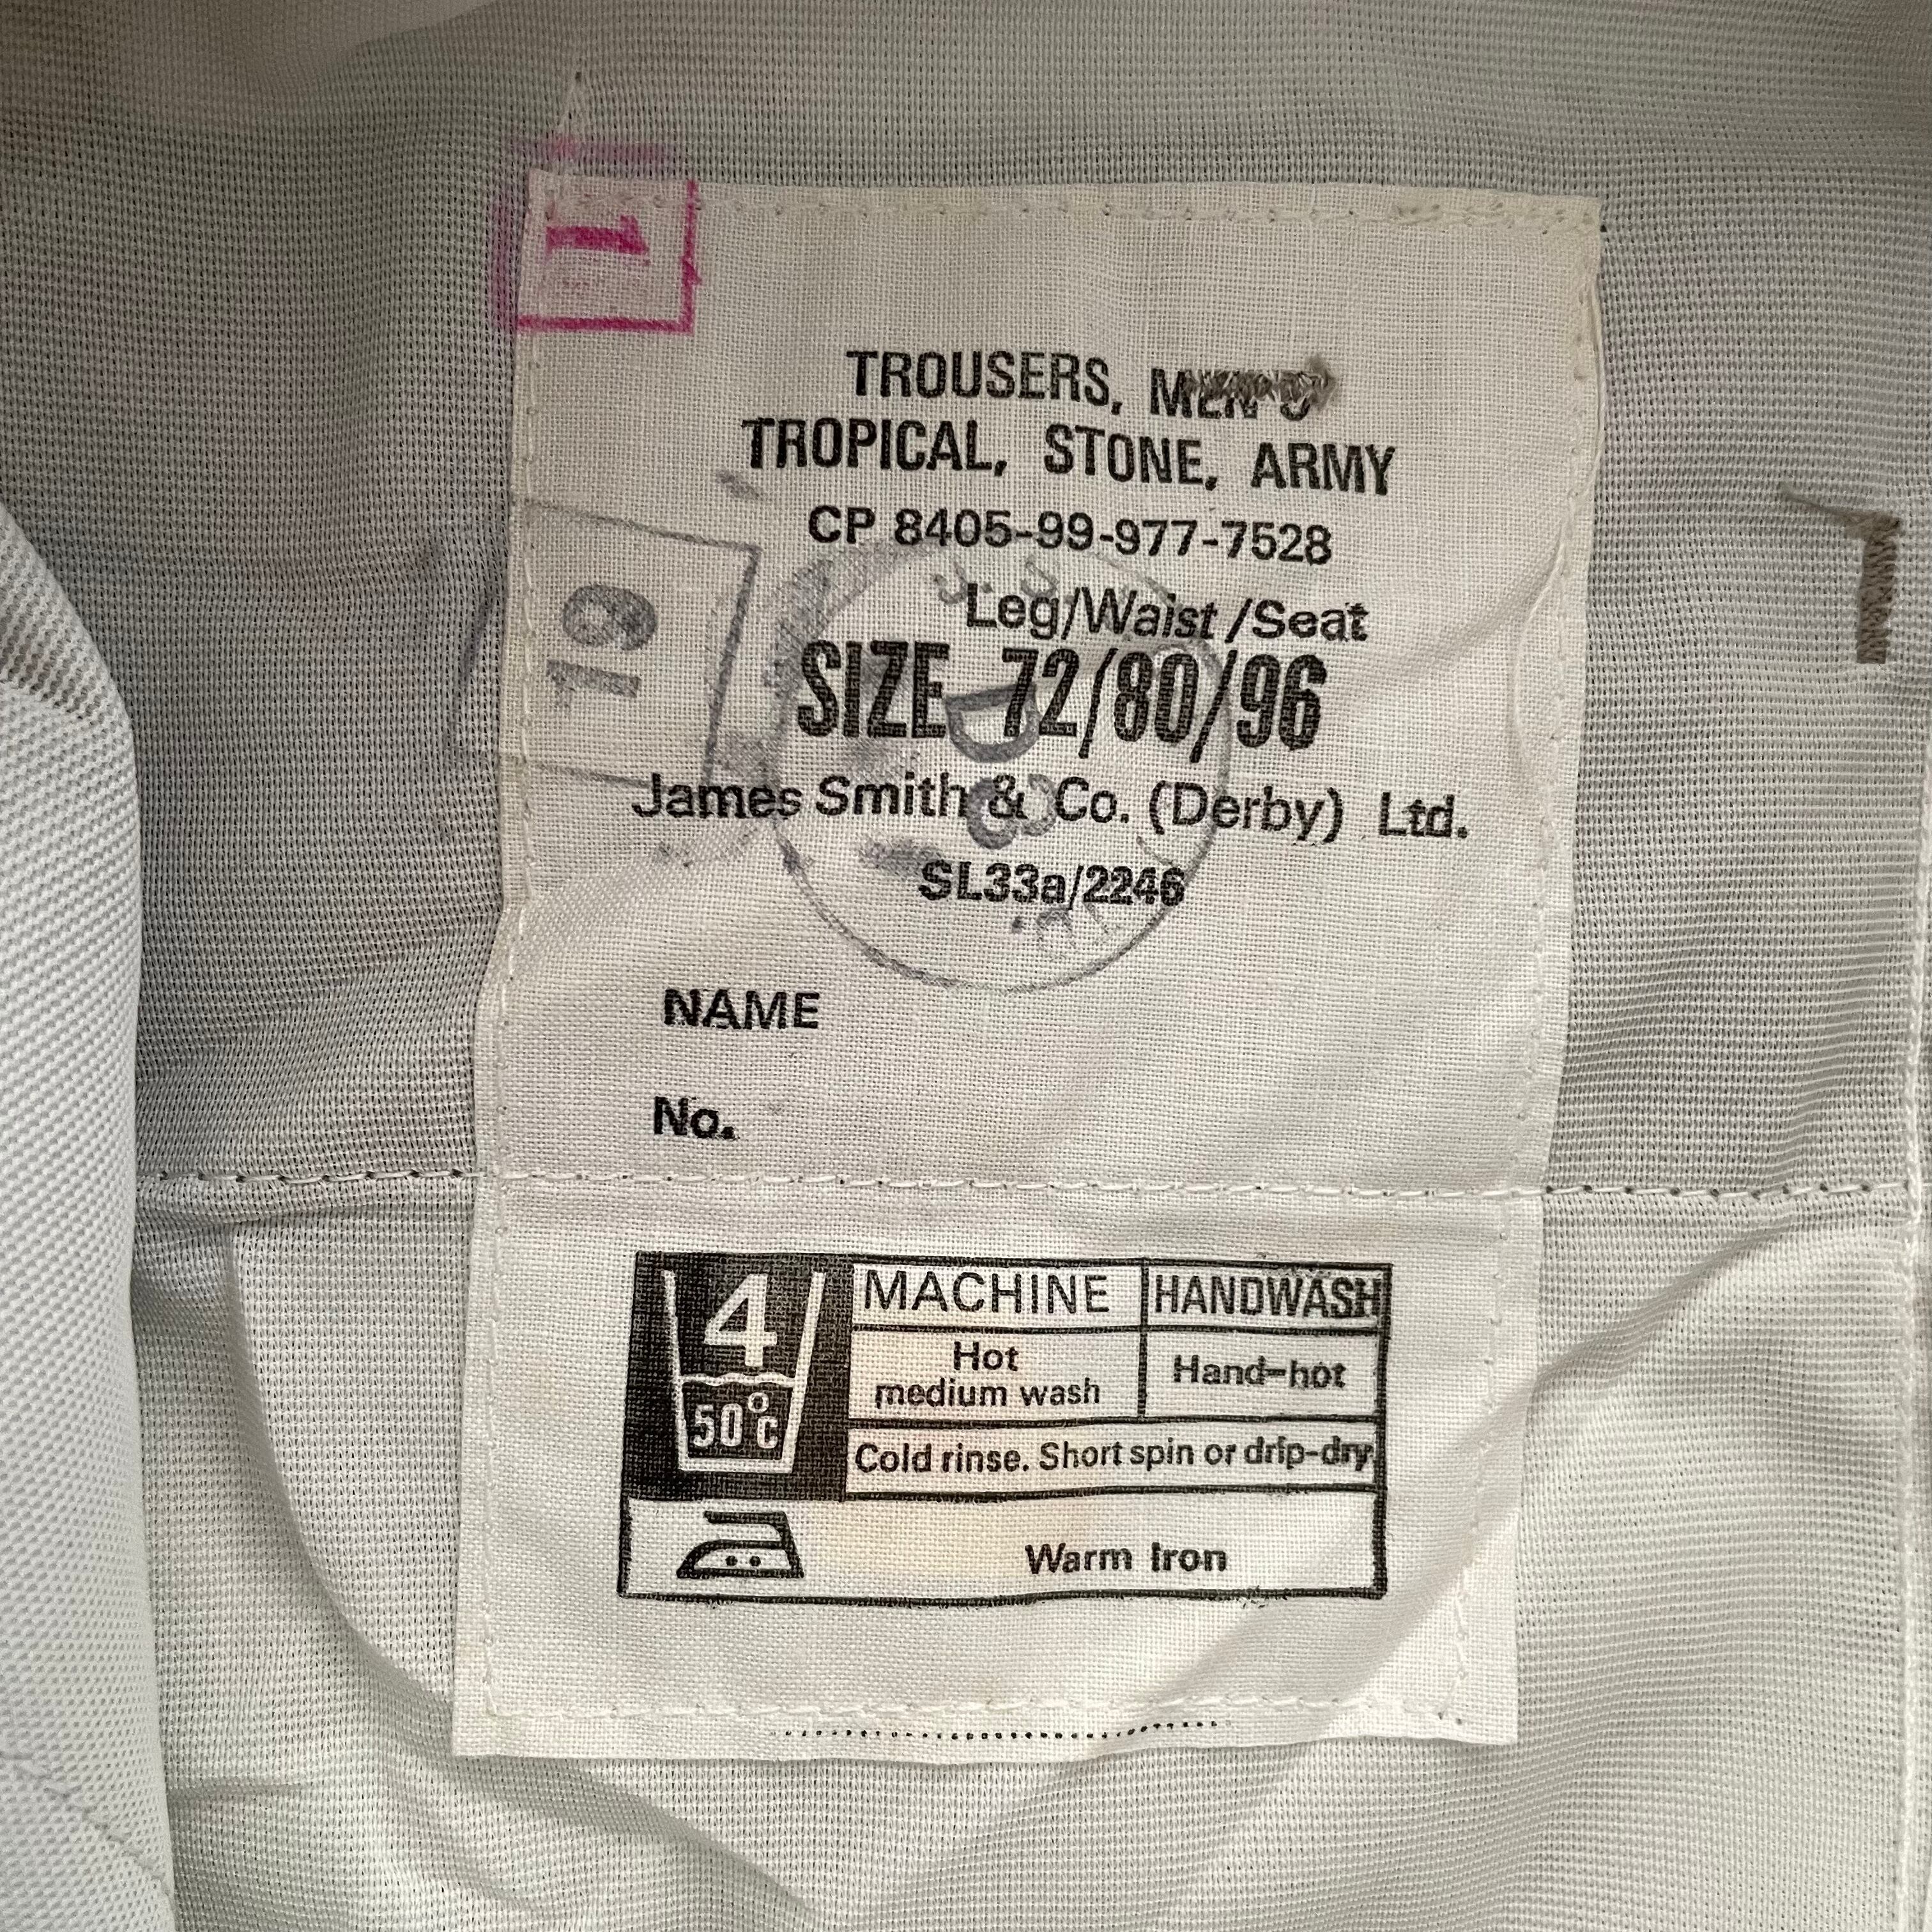 1
TROUSERS, MEN'S
TROPICAL, STONE, ARMY
CP 8405-99-977-7528
19
Leg/Waist/Seat
SIZE 72/80/96
James Smith & Co. (Derby) Ltd.
SL33a/2246
D
NAME
No.
4
50°C
MACHINE
HANDWASH
Hot
medium wash
Hand-hot
Cold rinse. Short spin or drip-dry
Warm Iron